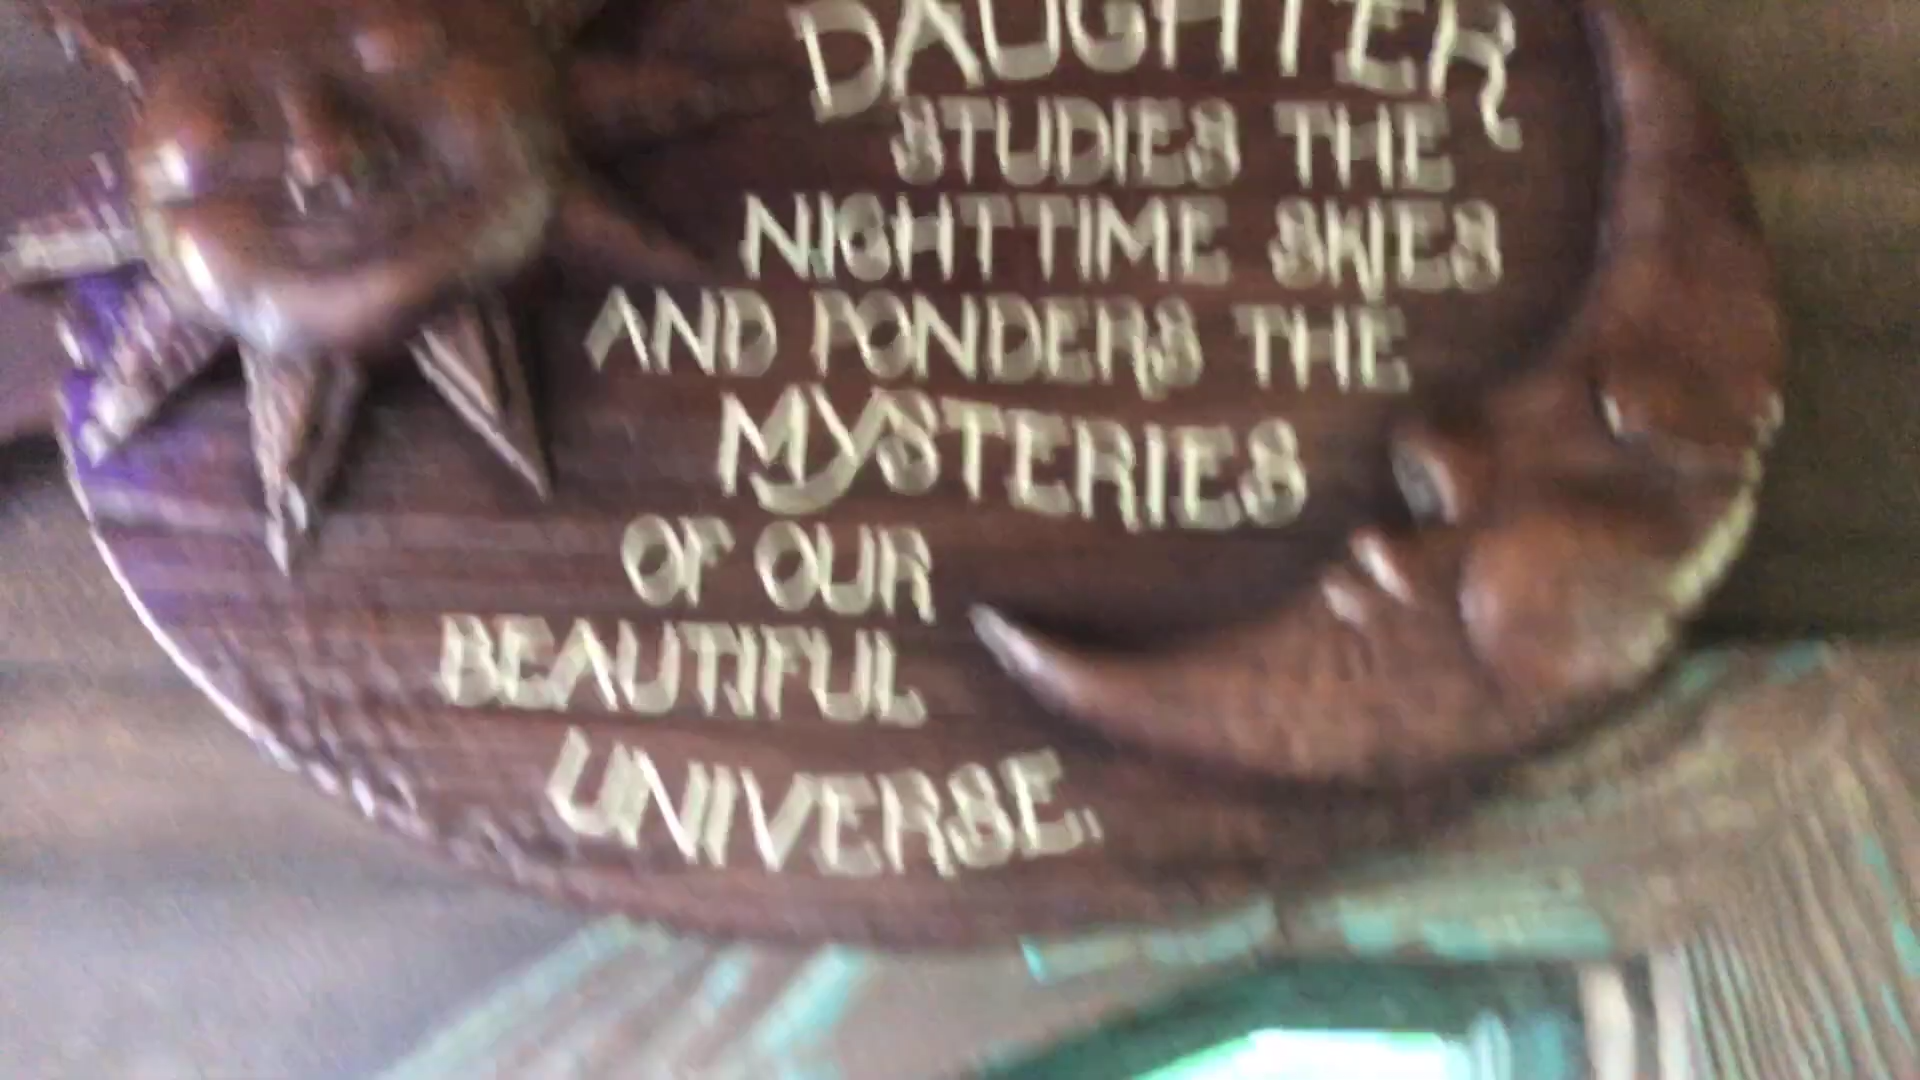 DAUGHTER
STUDIES THE
NIGHTTIME SKIES
AND PONDERS THE
MYSTERIES
OF OUR
BEAUTIFUL
UNIVERSE.